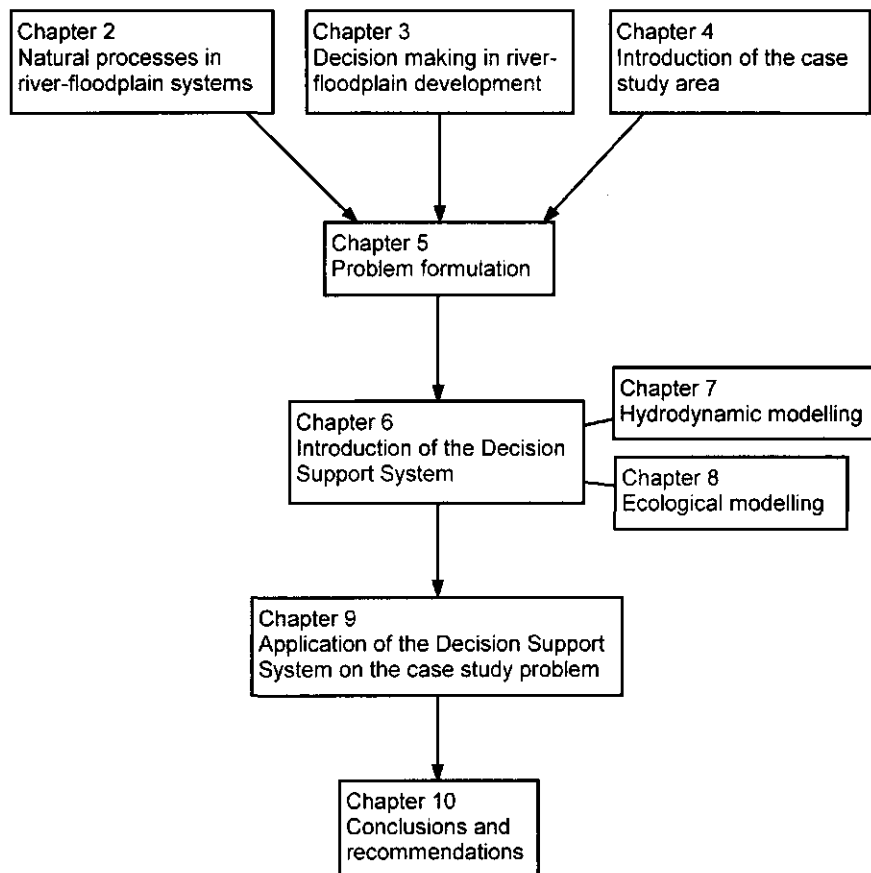 Chapter 2
Natural processes in
river-floodplain systems
Chapter 3
Decision making in river-
floodplain development
Chapter 4
Introduction of the case
study area
Chapter 5
Problem formulation
Chapter 6
Introduction of the Decision
Support System
Chapter 7
Hydrodynamic modelling
Chapter 8
Ecological modelling
Chapter 9
Application of the Decision Support
System on the case study problem
Chapter 10
Conclusions and
recommendations